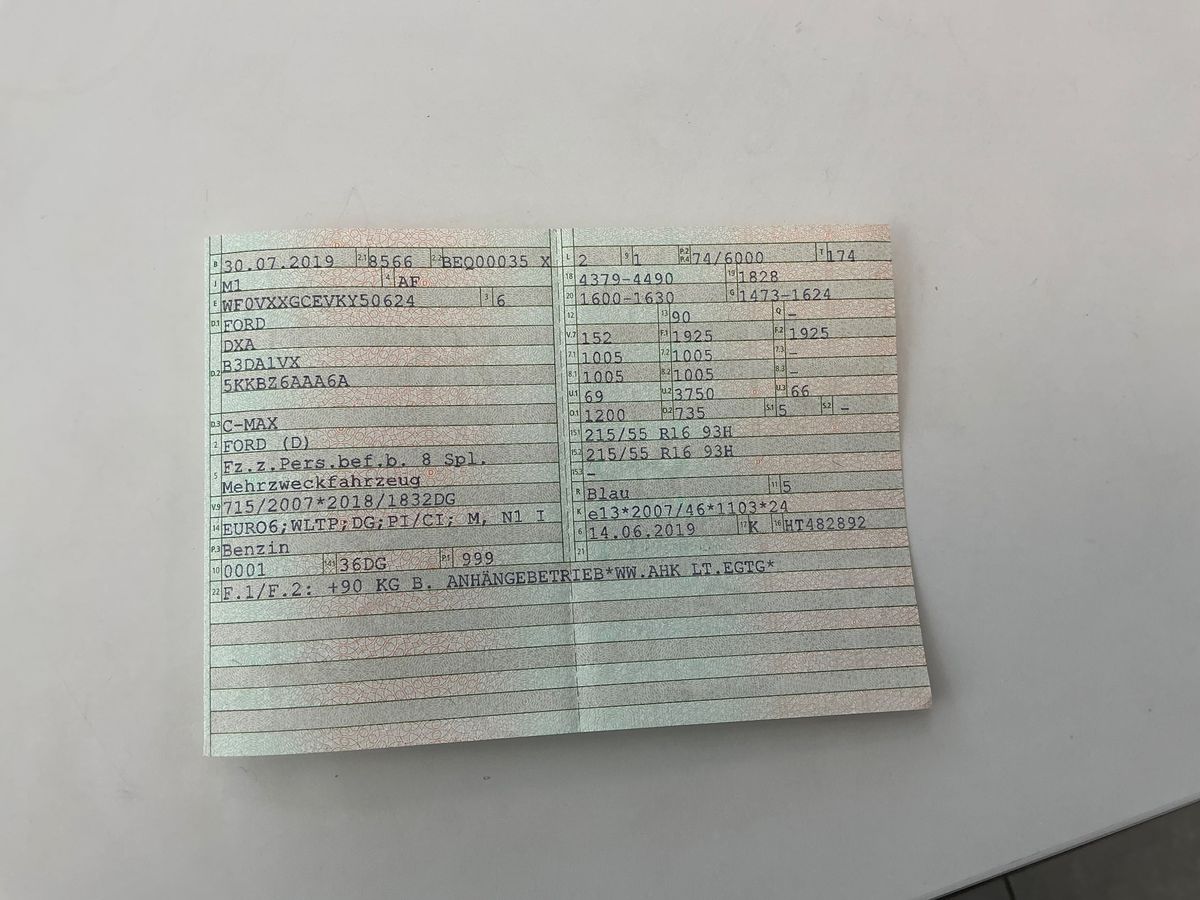 B 30.07.2019 2.1 8566 2.2 BEQ00035 X
J M1 4 AF
E WF0VXXGCEVKY50624 3 6
D.1 FORD
DXA
D.2 B3DA1VX
5KKBZ6AAA6A
D.3 C-MAX
2 FORD (D)
5 Fz.z.Pers.bef.b. 8 Spl.
Mehrzweckfahrzeug
V.9 715/2007*2018/1832DG
14 EURO6;WLTP;DG;PI/CI; M, N1 I
P.3 Benzin
10 0001 14.1 36DG P.1 999
L 2 9 1 P.2 P.4 74/6000 T 174
18 4379-4490 19 1828
20 1600-1630 G 1473-1624
12 13 90 Q -
V.7 152 F.1 1925 F.2 1925
7.1 1005 7.2 1005 7.3 -
8.1 1005 8.2 1005 8.3 -
U.1 69 U.2 3750 U.3 66
O.1 1200 O.2 735 S.1 5 S.2 -
15.1 215/55 R16 93H
15.2 215/55 R16 93H
15.3 -
R Blau 11 5
K e13*2007/46*1103*24
6 14.06.2019 17 K 16 HT482892
21
22 F.1/F.2: +90 KG B. ANHÄNGEBETRIEB*WW.AHK LT.EGTG*